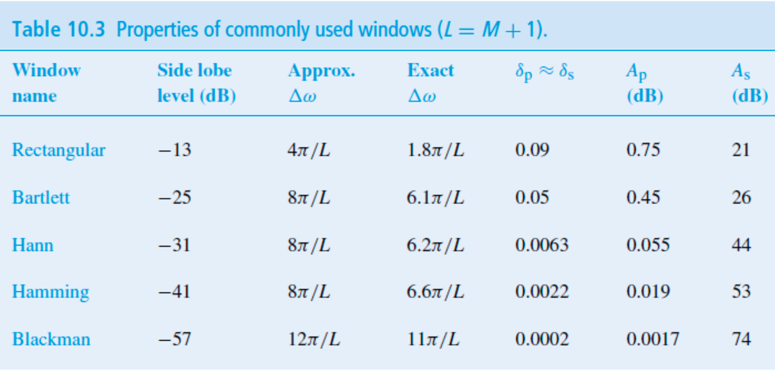 Table 10.3 Properties of commonly used windows (L = M + 1).
Window Side lobe Approx. Exact δp ≈ δs Ap As
name level (dB) Δω Δω (dB) (dB)
Rectangular −13 4π/L 1.8π/L 0.09 0.75 21
Bartlett −25 8π/L 6.1π/L 0.05 0.45 26
Hann −31 8π/L 6.2π/L 0.0063 0.055 44
Hamming −41 8π/L 6.6π/L 0.0022 0.019 53
Blackman −57 12π/L 11π/L 0.0002 0.0017 74